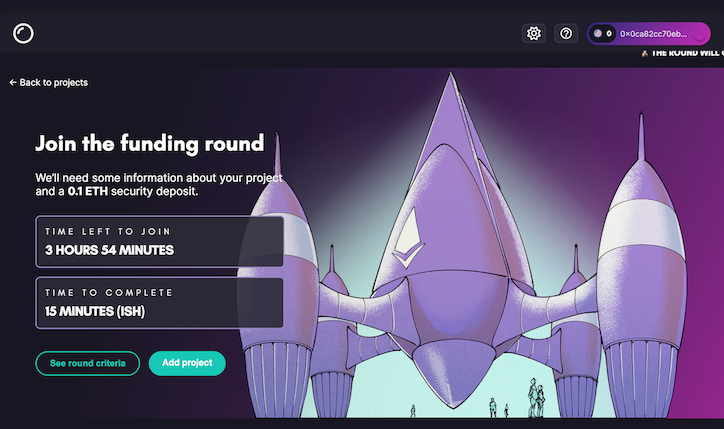 0
0x0ca82cc70eb...
THE ROUND WILL
← Back to projects
Join the funding round
We'll need some information about your project
and a 0.1 ETH security deposit.
TIME LEFT TO JOIN
3 HOURS 54 MINUTES
TIME TO COMPLETE
15 MINUTES (ISH)
See round criteria
Add project